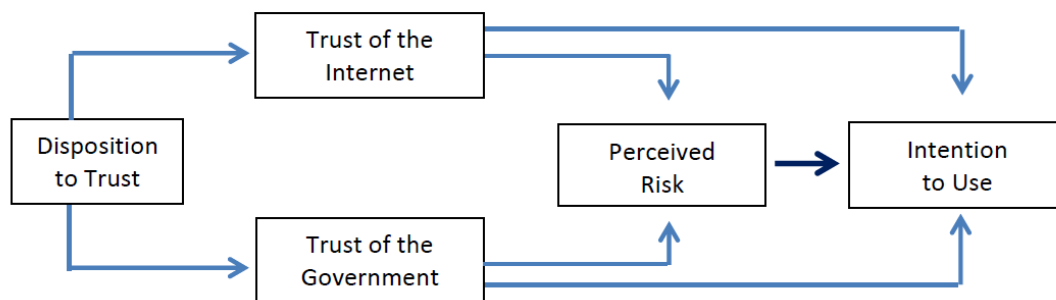 Trust of the
Internet
Disposition
to Trust
Perceived
Risk
Intention
to Use
Trust of the
Government